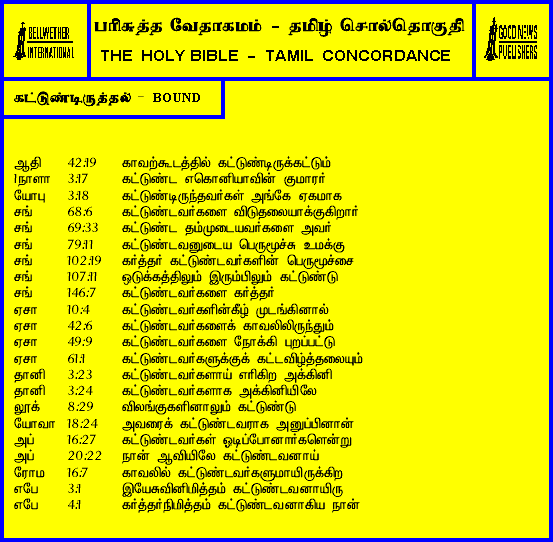 BELLWETHER
INTERNATIONAL
பரிசுத்த வேதாகமம் - தமிழ் சொல்தொகுதி
THE HOLY BIBLE - TAMIL CONCORDANCE
GOOD NEWS
PUBLISHERS
கட்டுண்டிருத்தல் - BOUND
ஆதி 42:19 காவற்கூடத்தில் கட்டுண்டிருக்கட்டும்
1நாளா 3:17 கட்டுண்ட எகொனியாவின் குமாரர்
யோபு 3:18 கட்டுண்டிருந்தவர்கள் அங்கே ஏகமாக
சங் 68:6 கட்டுண்டவர்களை விடுதலையாக்குகிறார்
சங் 69:33 கட்டுண்ட தம்முடையவர்களை அவர்
சங் 79:11 கட்டுண்டவனுடைய பெருமூச்சு உமக்கு
சங் 102:19 கர்த்தர் கட்டுண்டவர்களின் பெருமூச்சை
சங் 107:11 ஒடுக்கத்திலும் இரும்பிலும் கட்டுண்டு
சங் 146:7 கட்டுண்டவர்களை கர்த்தர்
ஏசா 10:4 கட்டுண்டவர்களின்கீழ் முடங்கினால்
ஏசா 42:6 கட்டுண்டவர்களைக் காவலிலிருந்தும்
ஏசா 49:9 கட்டுண்டவர்களை நோக்கி புறப்பட்டு
ஏசா 61:1 கட்டுண்டவர்களுக்குக் கட்டவிழ்த்தலையும்
தானி 3:23 கட்டுண்டவர்களாய் எரிகிற அக்கினி
தானி 3:24 கட்டுண்டவர்களாக அக்கினியிலே
லூக் 8:29 விலங்குகளினாலும் கட்டுண்டு
யோவா 18:24 அவரைக் கட்டுண்டவராக அனுப்பினான்
அப் 16:27 கட்டுண்டவர்கள் ஓடிப்போனார்களென்று
அப் 20:22 நான் ஆவியிலே கட்டுண்டவனாய்
ரோம 16:7 காவலில் கட்டுண்டவர்களுமாயிருக்கிற
எபே 3:1 இயேசுவினிமித்தம் கட்டுண்டவனாயிரு
எபே 4:1 கர்த்தர்நிமித்தம் கட்டுண்டவனாகிய நான்